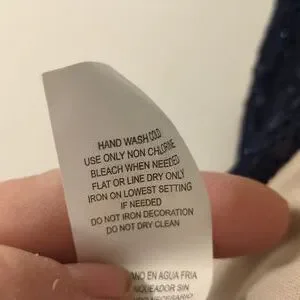 HAND WASH COLD
USE ONLY NON CHLORINE
BLEACH WHEN NEEDED
FLAT OR LINE DRY ONLY
IRON ON LOWEST SETTING
IF NEEDED
DO NOT IRON DECORATION
DO NOT DRY CLEAN
EN AGUA FRIA
SIN